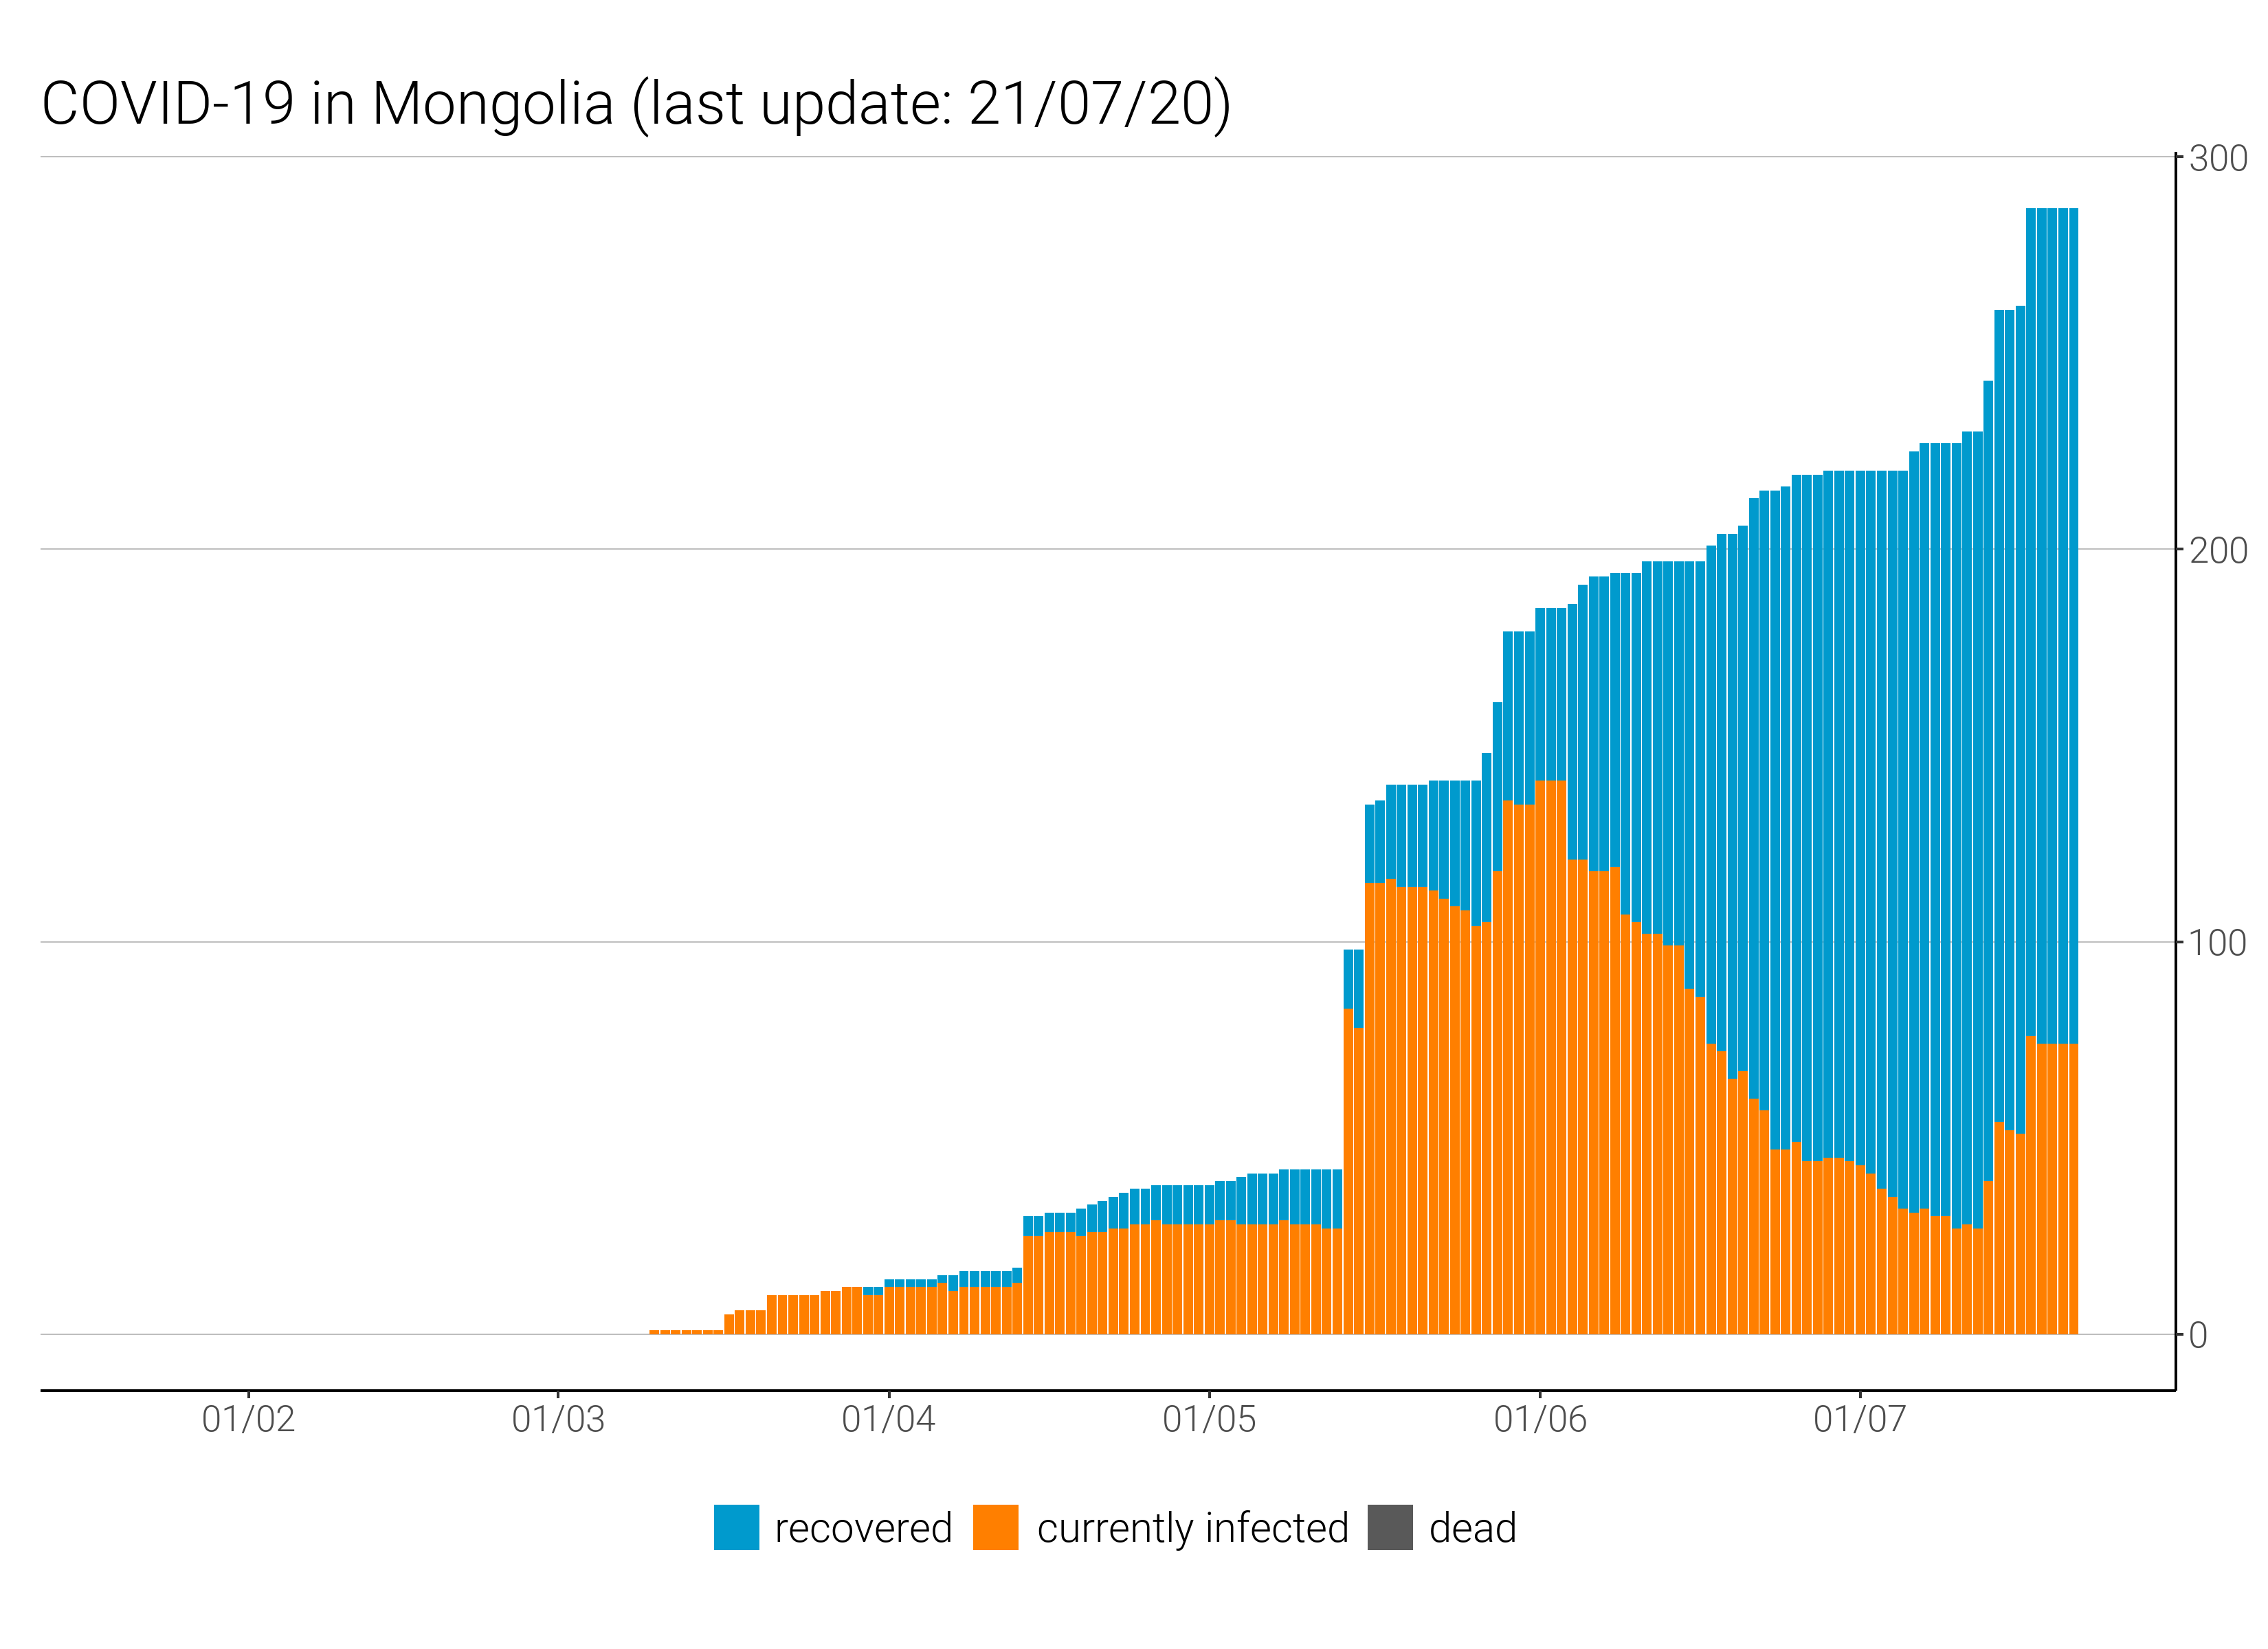 COVID-19 in Mongolia (last update: 21/07/20)
300
200
100
0
01/02 01/03 01/04 01/05 01/06 01/07
recovered currently infected dead